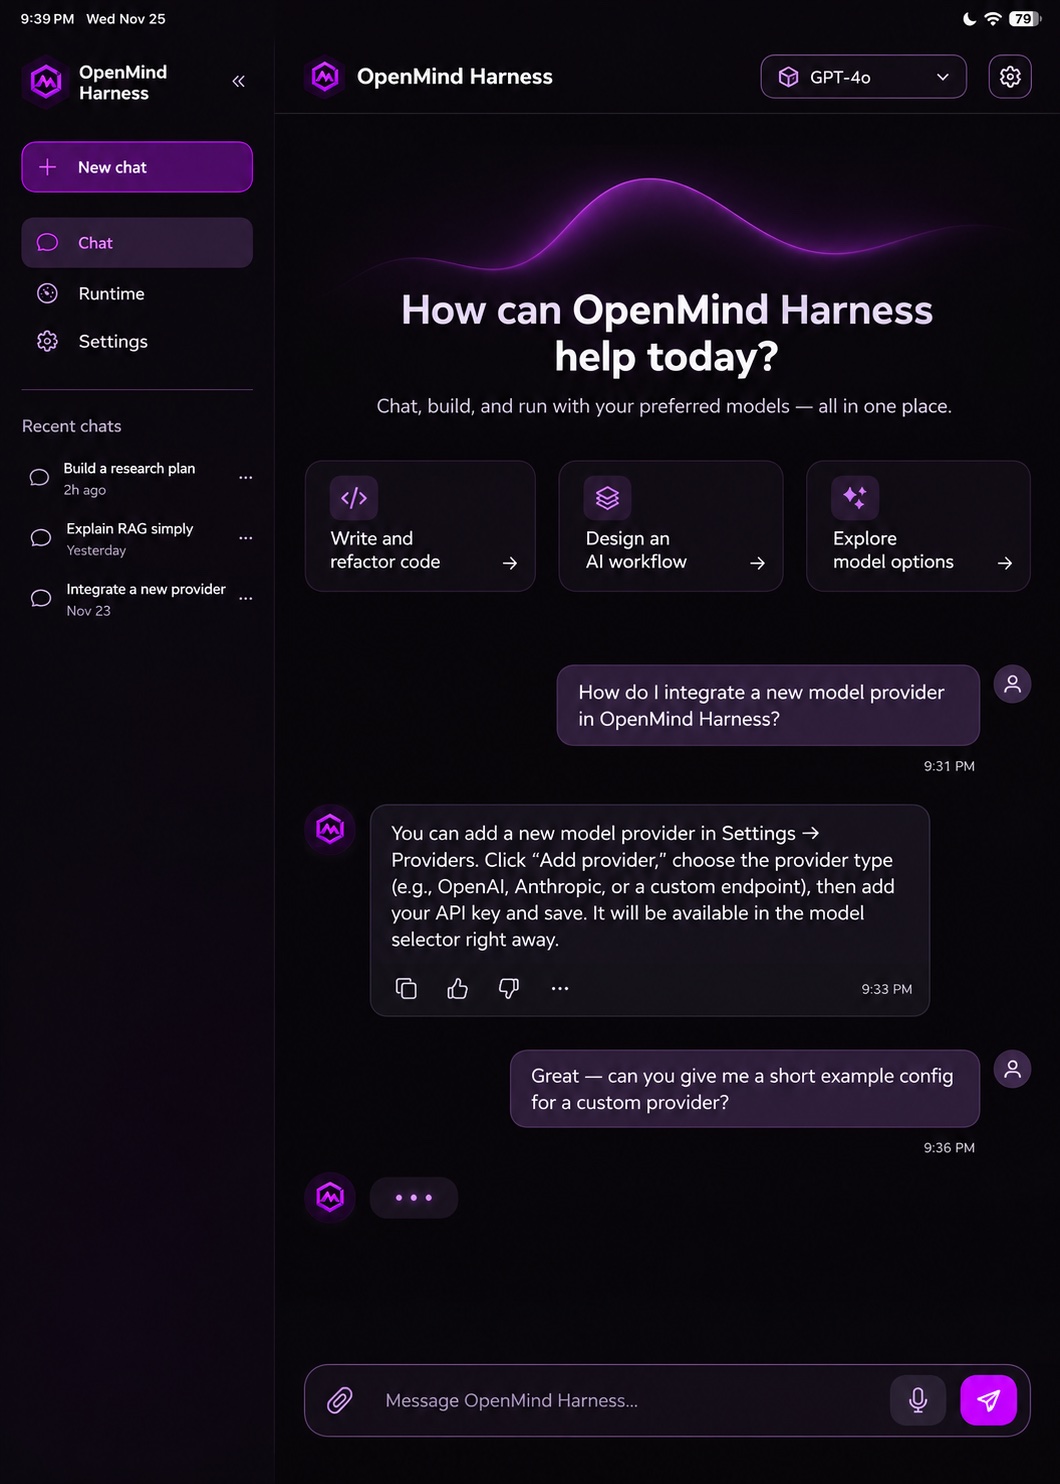 9:39 PM Wed Nov 25
79
OpenMind
Harness
New chat
Chat
Runtime
Settings
Recent chats
Build a research plan
2h ago
Explain RAG simply
Yesterday
Integrate a new provider
Nov 23
OpenMind Harness
GPT-4o
How can OpenMind Harness
help today?
Chat, build, and run with your preferred models — all in one place.
Write and
refactor code
Design an
AI workflow
Explore
model options
How do I integrate a new model provider
in OpenMind Harness?
9:31 PM
You can add a new model provider in Settings →
Providers. Click “Add provider,” choose the provider type
(e.g., OpenAI, Anthropic, or a custom endpoint), then add
your API key and save. It will be available in the model
selector right away.
9:33 PM
Great — can you give me a short example config
for a custom provider?
9:36 PM
Message OpenMind Harness...